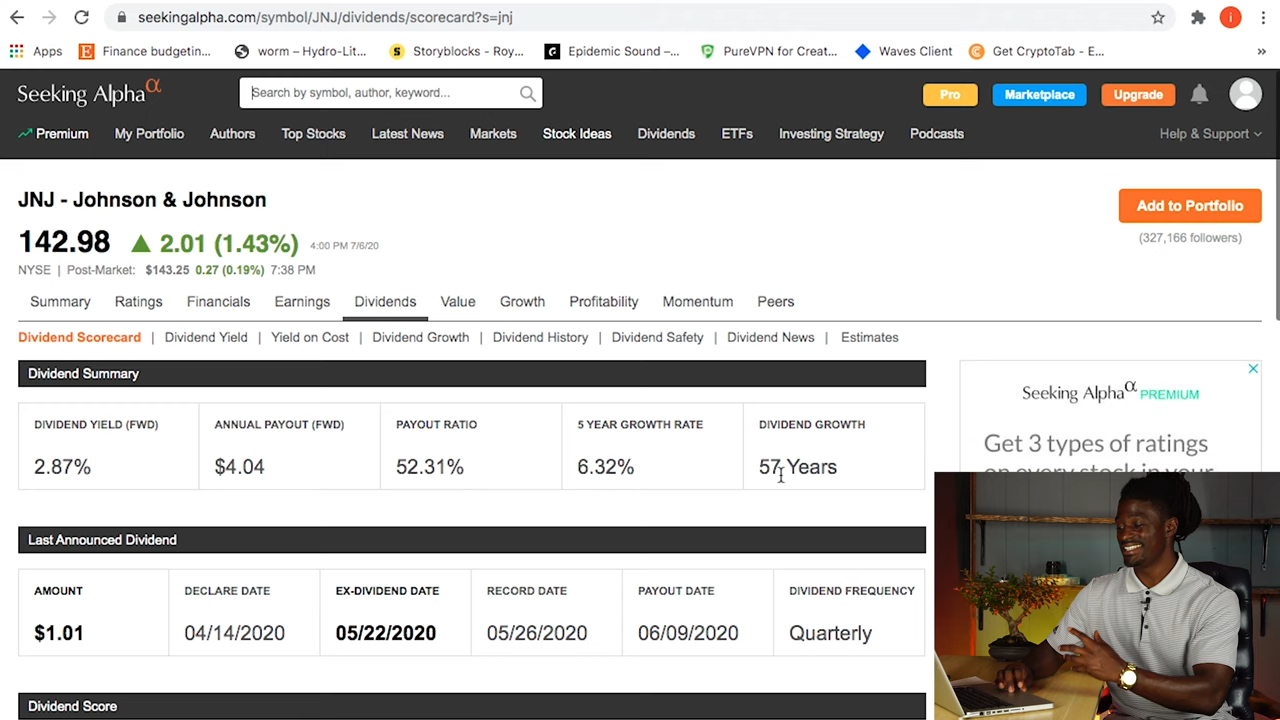 seekingalpha.com/symbol/JNJ/dividends/scorecard?s=jnj
i
Apps Finance budgetin... worm – Hydro-Lit... Storyblocks - Roy... Epidemic Sound –... PureVPN for Creat... Waves Client Get CryptoTab - E... »
Seeking Alpha α Search by symbol, author, keyword... Pro Marketplace Upgrade
Premium My Portfolio Authors Top Stocks Latest News Markets Stock Ideas Dividends ETFs Investing Strategy Podcasts Help & Support
JNJ - Johnson & Johnson
Add to Portfolio
142.98 ▲ 2.01 (1.43%) 4:00 PM 7/6/20
(327,166 followers)
NYSE | Post-Market: $143.25 0.27 (0.19%) 7:38 PM
Summary Ratings Financials Earnings Dividends Value Growth Profitability Momentum Peers
Dividend Scorecard | Dividend Yield | Yield on Cost | Dividend Growth | Dividend History | Dividend Safety | Dividend News | Estimates
Dividend Summary
DIVIDEND YIELD (FWD) ANNUAL PAYOUT (FWD) PAYOUT RATIO 5 YEAR GROWTH RATE DIVIDEND GROWTH
2.87% $4.04 52.31% 6.32% 57 Years
Seeking Alpha α PREMIUM
Get 3 types of ratings
on every stock in your
Last Announced Dividend
AMOUNT DECLARE DATE EX-DIVIDEND DATE RECORD DATE PAYOUT DATE DIVIDEND FREQUENCY
$1.01 04/14/2020 05/22/2020 05/26/2020 06/09/2020 Quarterly
Dividend Score